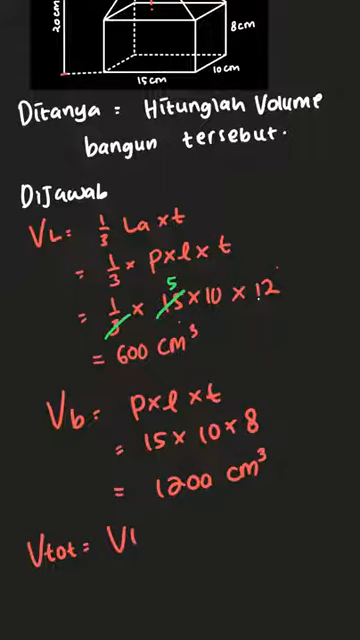 20cm
8cm
10cm
15cm
Ditanya = Hitunglah Volume
bangun tersebut.
Dijawab
VL = 1/3 La x t
= 1/3 x p x l x t
5
= 1/3 x 15 x 10 x 12
= 600 cm³
Vb = p x l x t
= 15 x 10 x 8
= 1200 cm³
Vtot = V